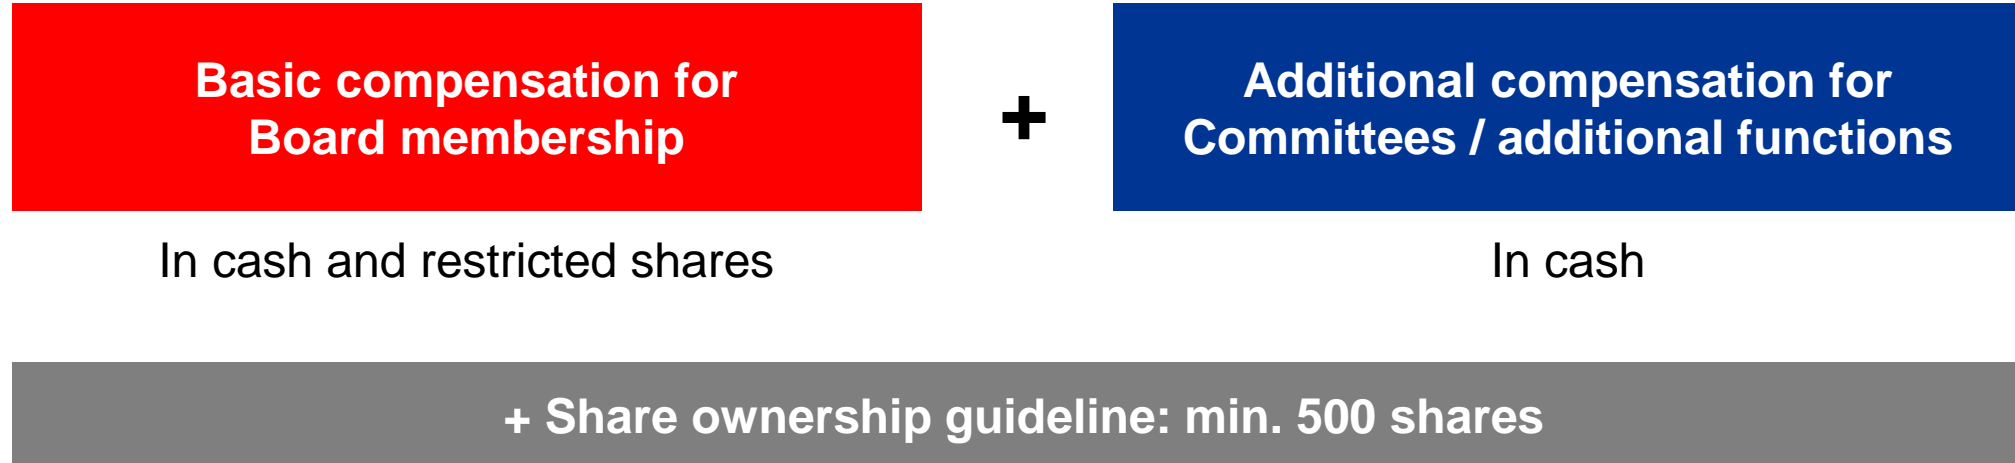 Basic compensation for
Board membership
+
Additional compensation for
Committees / additional functions
In cash and restricted shares
In cash
+ Share ownership guideline: min. 500 shares